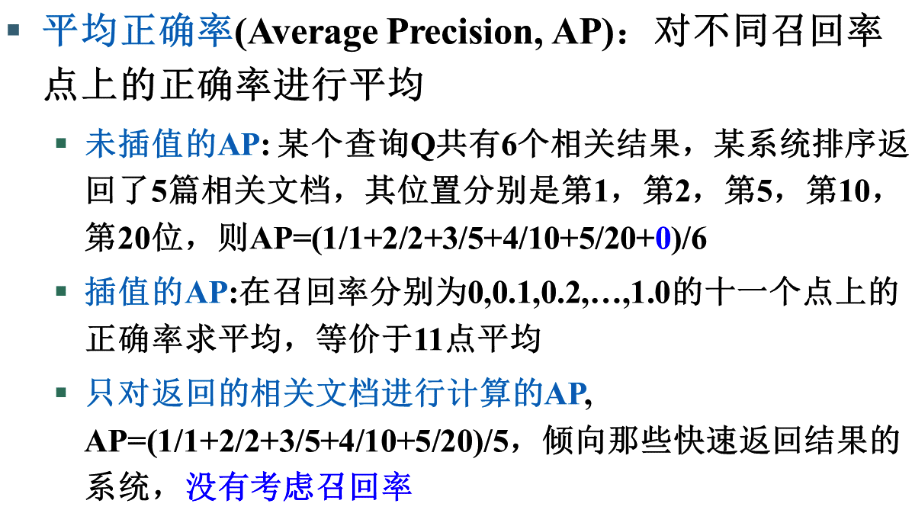 平均正确率(Average Precision, AP)：对不同召回率
点上的正确率进行平均
未插值的AP: 某个查询Q共有6个相关结果，某系统排序返
回了5篇相关文档，其位置分别是第1，第2，第5，第10，
第20位，则AP=(1/1+2/2+3/5+4/10+5/20+0)/6
插值的AP:在召回率分别为0,0.1,0.2,…,1.0的十一个点上的
正确率求平均，等价于11点平均
只对返回的相关文档进行计算的AP,
AP=(1/1+2/2+3/5+4/10+5/20)/5，倾向那些快速返回结果的
系统，没有考虑召回率